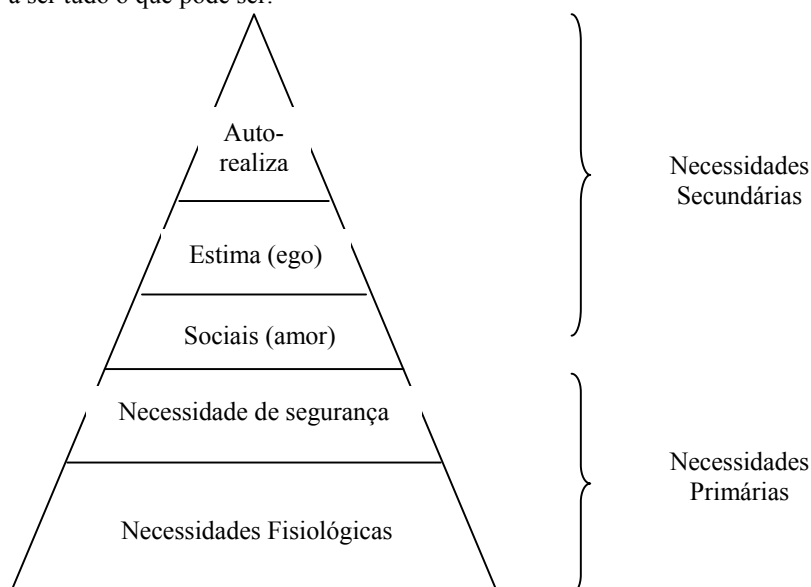 a ser tudo o que pode ser.
Auto-
realiza
Estima (ego)
Sociais (amor)
Necessidade de segurança
Necessidades Fisiológicas
Necessidades
Secundárias
Necessidades
Primárias